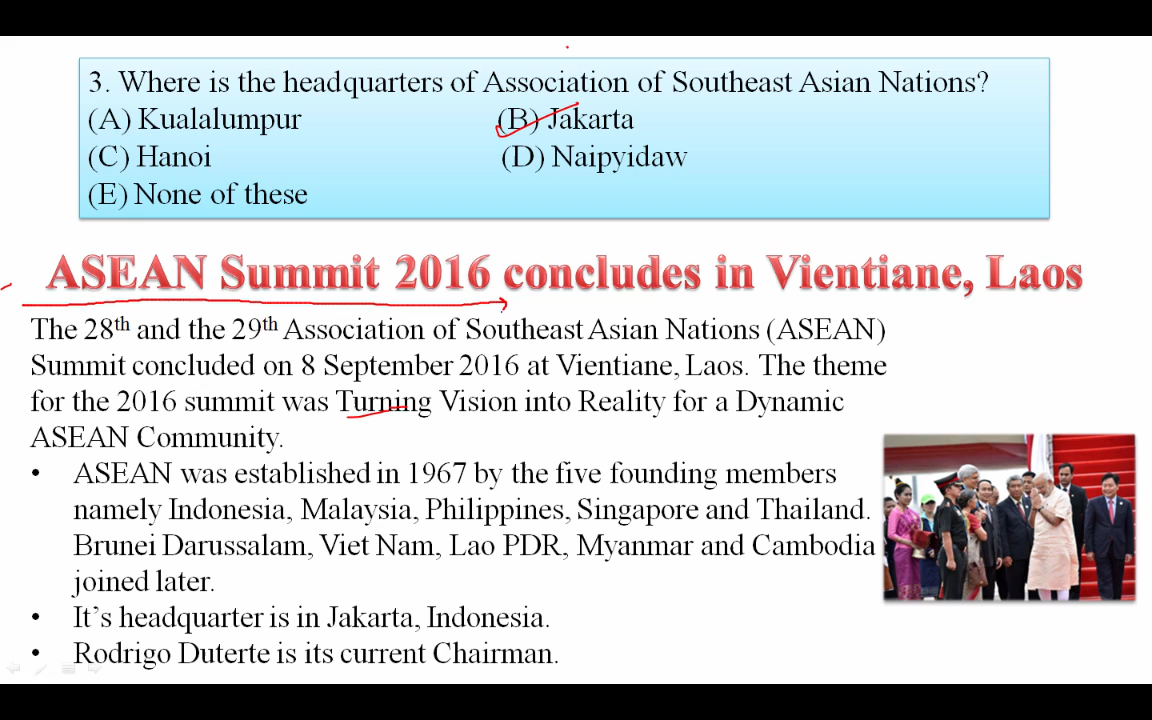 3. Where is the headquarters of Association of Southeast Asian Nations?
(A) Kualalumpur (B) Jakarta
(C) Hanoi (D) Naipyidaw
(E) None of these
ASEAN Summit 2016 concludes in Vientiane, Laos
The 28th and the 29th Association of Southeast Asian Nations (ASEAN)
Summit concluded on 8 September 2016 at Vientiane, Laos. The theme
for the 2016 summit was Turning Vision into Reality for a Dynamic
ASEAN Community.
• ASEAN was established in 1967 by the five founding members
namely Indonesia, Malaysia, Philippines, Singapore and Thailand.
Brunei Darussalam, Viet Nam, Lao PDR, Myanmar and Cambodia
joined later.
• It’s headquarter is in Jakarta, Indonesia.
• Rodrigo Duterte is its current Chairman.